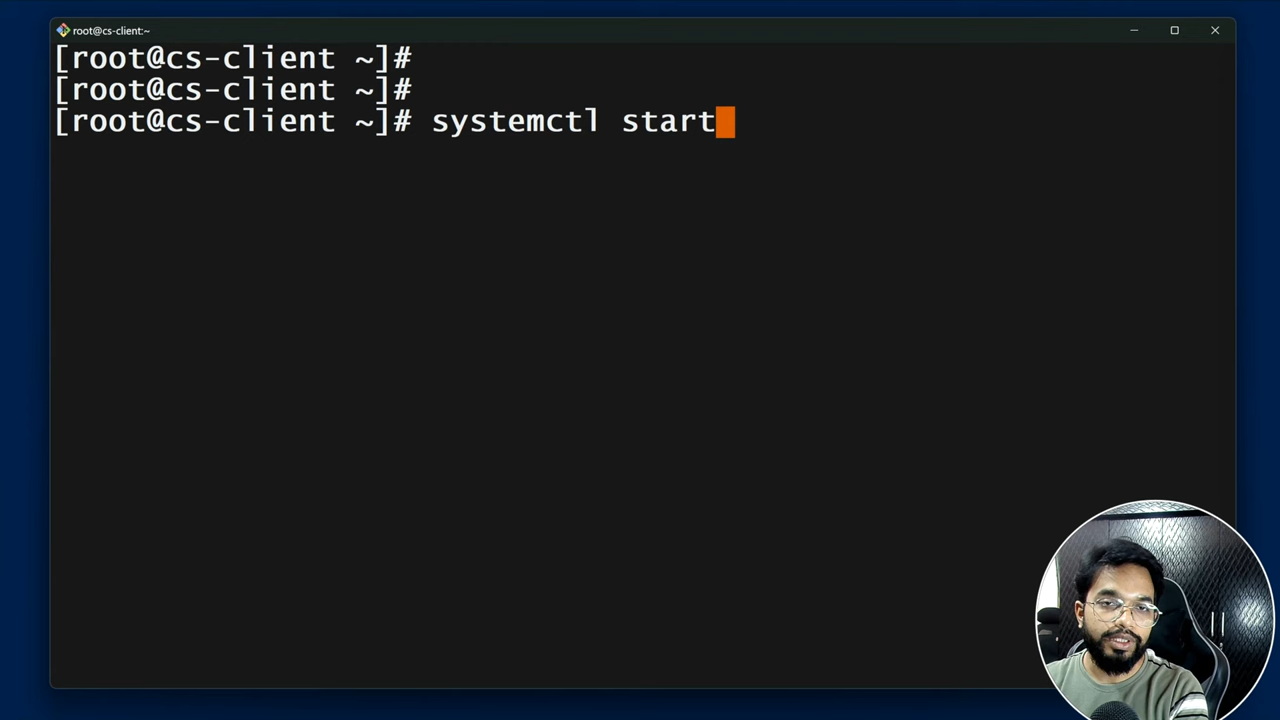 root@cs-client:~
[root@cs-client ~]#
[root@cs-client ~]#
[root@cs-client ~]# systemctl start